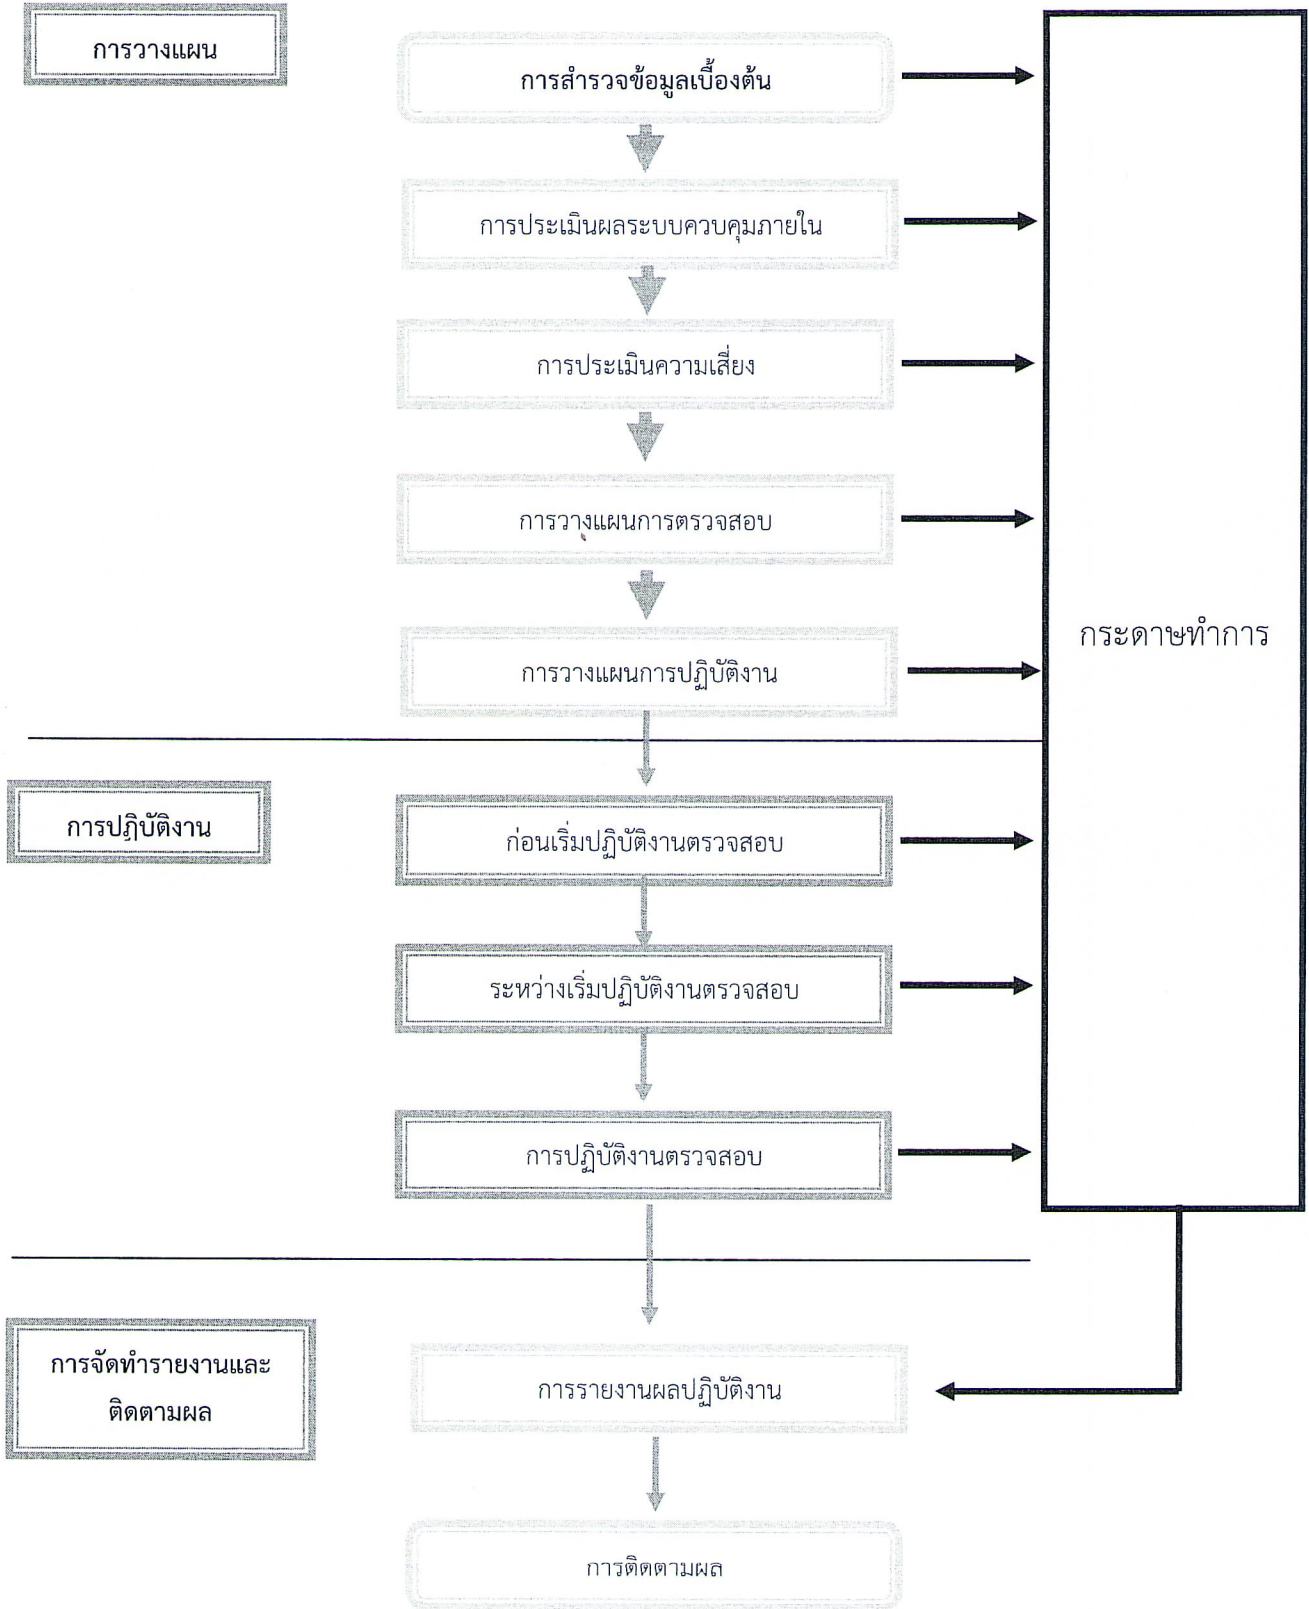 การวางแผน
การสำรวจข้อมูลเบื้องต้น
การประเมินผลระบบควบคุมภายใน
การประเมินความเสี่ยง
การวางแผนการตรวจสอบ
การวางแผนการปฏิบัติงาน
กระดาษทำการ
การปฏิบัติงาน
ก่อนเริ่มปฏิบัติงานตรวจสอบ
ระหว่างเริ่มปฏิบัติงานตรวจสอบ
การปฏิบัติงานตรวจสอบ
การจัดทำรายงานและ
ติดตามผล
การรายงานผลปฏิบัติงาน
การติดตามผล